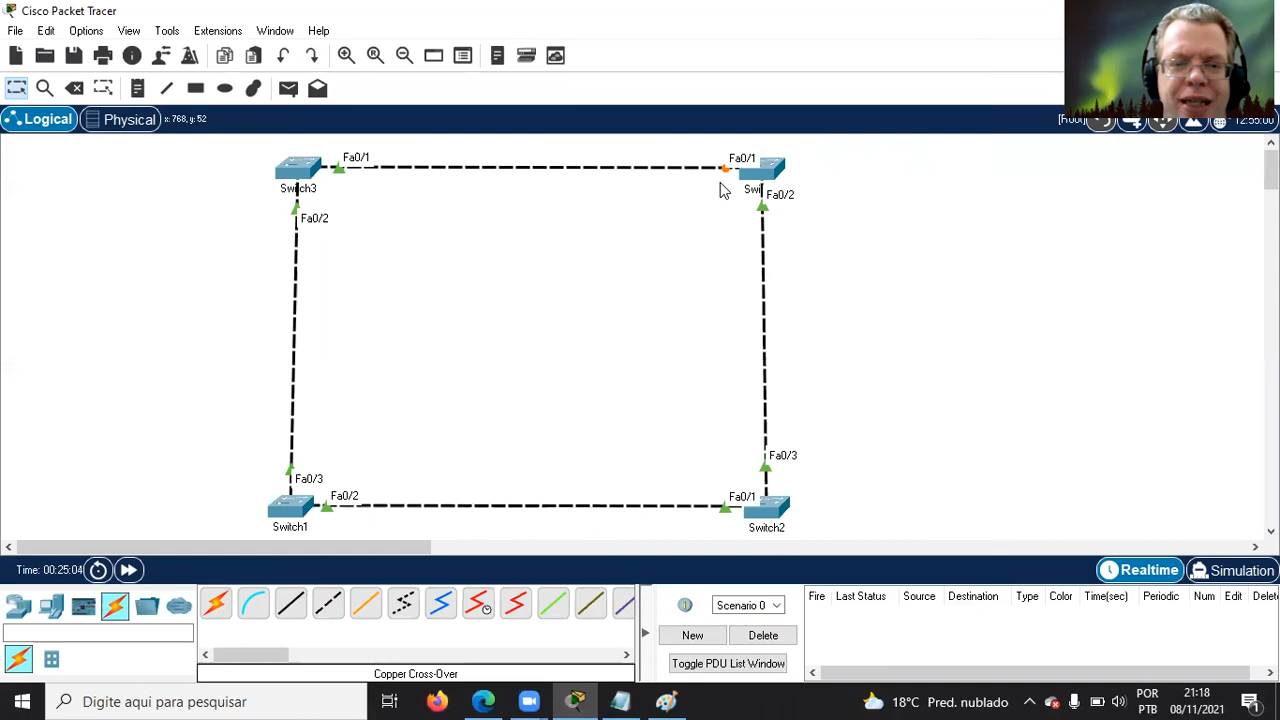 Cisco Packet Tracer
File Edit Options View Tools Extensions Window Help
Logical Physical x: 768, y: 52 12:55:00
Fa0/1 Fa0/1
Switch3 Swi
Fa0/2
Fa0/2
Fa0/3
Fa0/3
Fa0/2 Fa0/1
Switch1 Switch2
Time: 00:25:04 Realtime Simulation
Scenario 0
Fire Last Status Source Destination Type Color Time(sec) Periodic Num Edit Delete
New Delete
Toggle PDU List Window
Copper Cross-Over
Digite aqui para pesquisar 18°C Pred. nublado POR PTB 21:18 08/11/2021